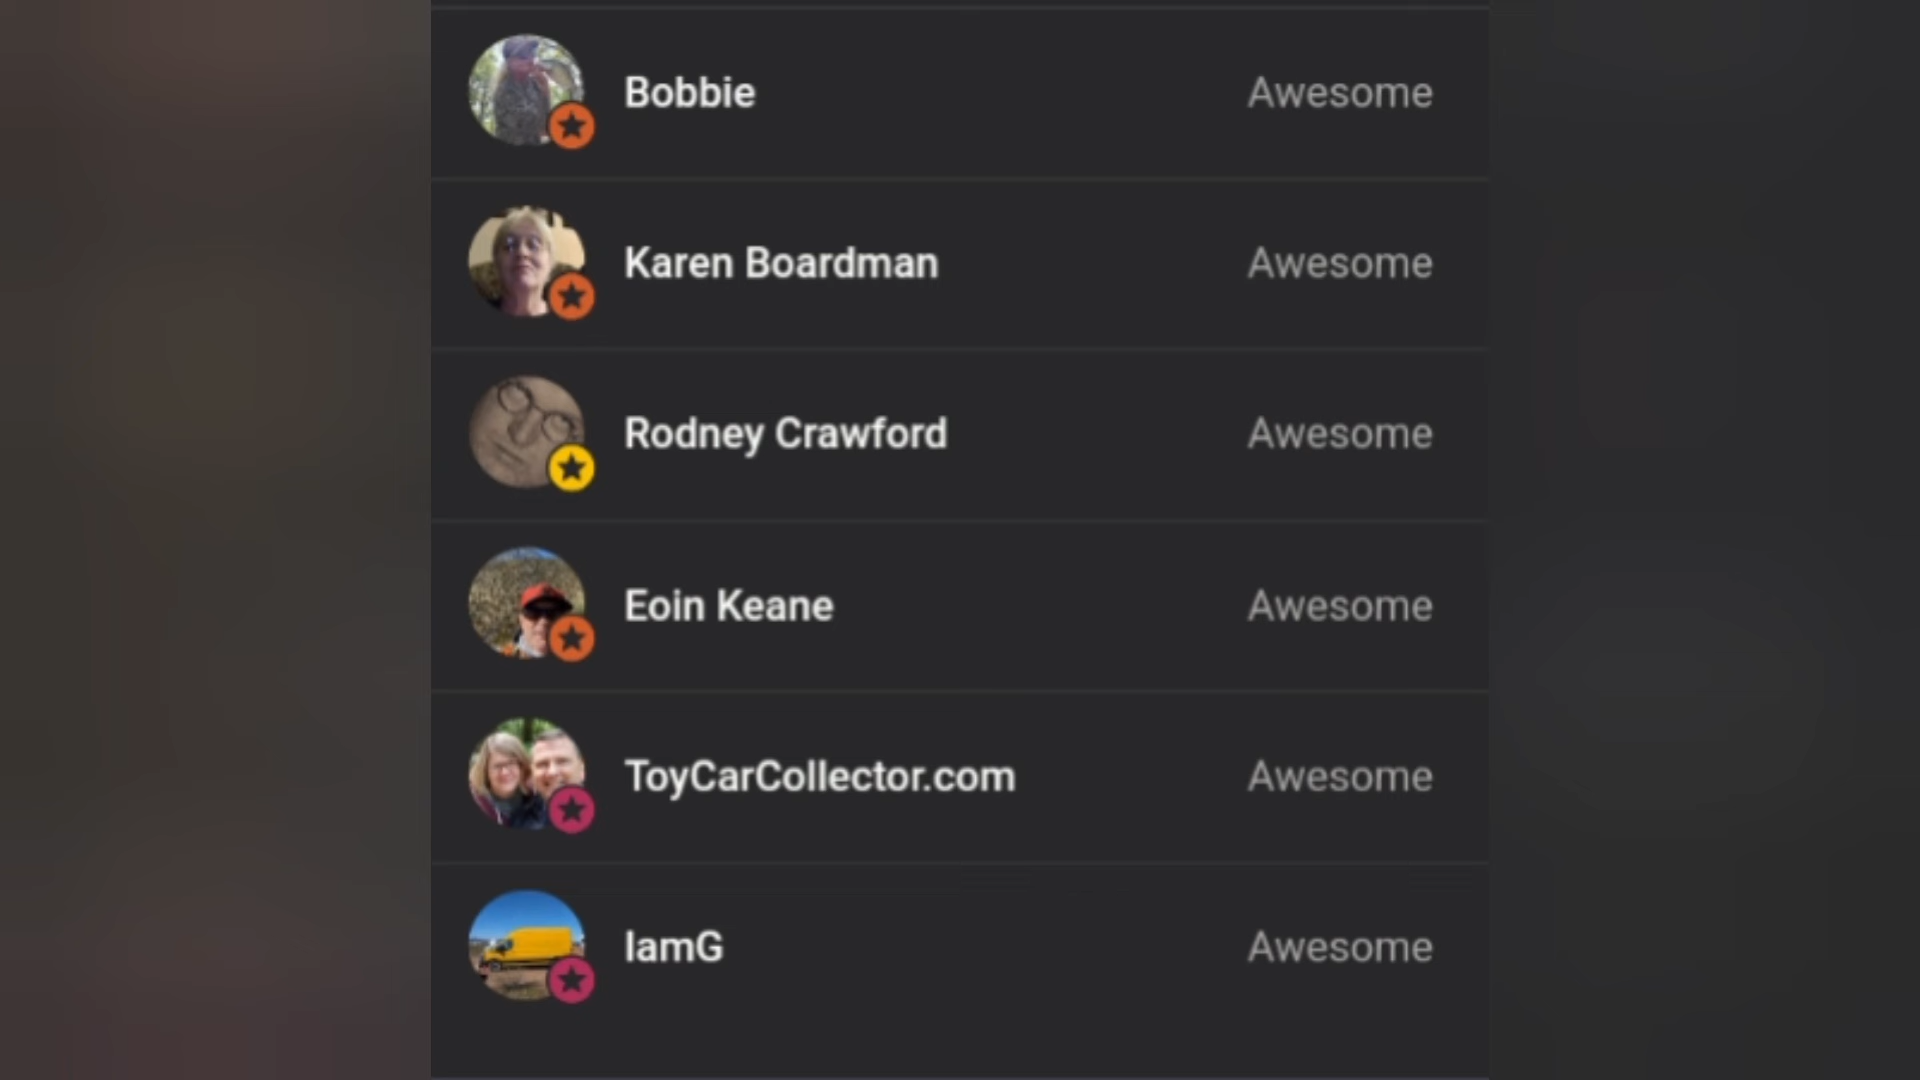 Bobbie Awesome
Karen Boardman Awesome
Rodney Crawford Awesome
Eoin Keane Awesome
ToyCarCollector.com Awesome
IamG Awesome